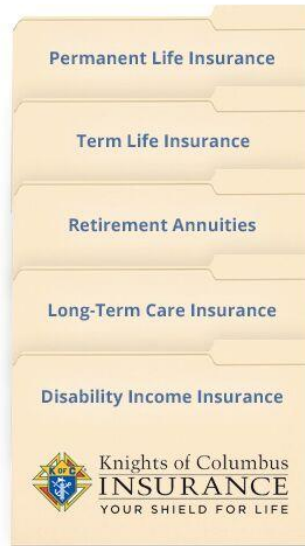 Permanent Life Insurance
Term Life Insurance
Retirement Annuities
Long-Term Care Insurance
Disability Income Insurance
K OF C
Knights of Columbus
INSURANCE
YOUR SHIELD FOR LIFE